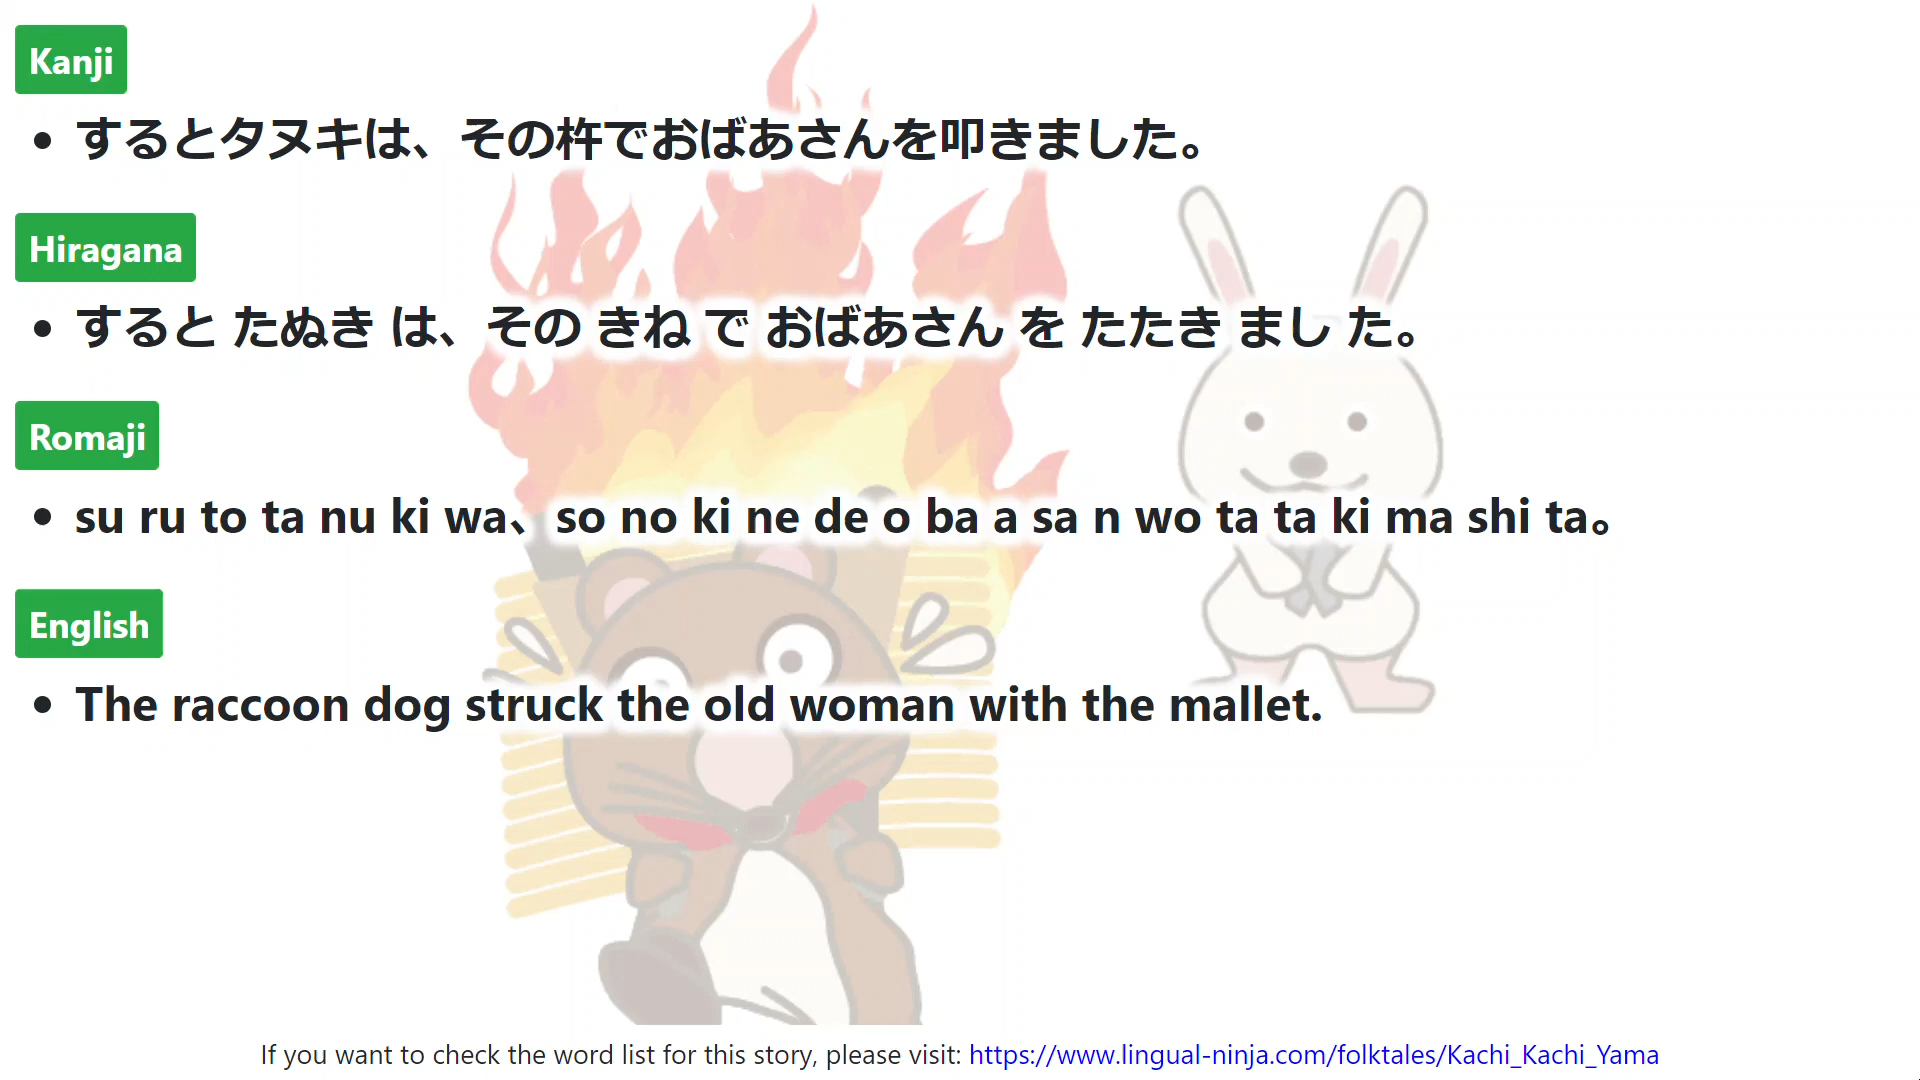 Kanji
• するとタヌキは、その杵でおばあさんを叩きました。
Hiragana
• すると たぬき は、その きね で おばあさん を たたき まし た。
Romaji
• su ru to ta nu ki wa、so no ki ne de o ba a sa n wo ta ta ki ma shi ta。
English
• The raccoon dog struck the old woman with the mallet.
If you want to check the word list for this story, please visit: https://www.lingual-ninja.com/folktales/Kachi_Kachi_Yama